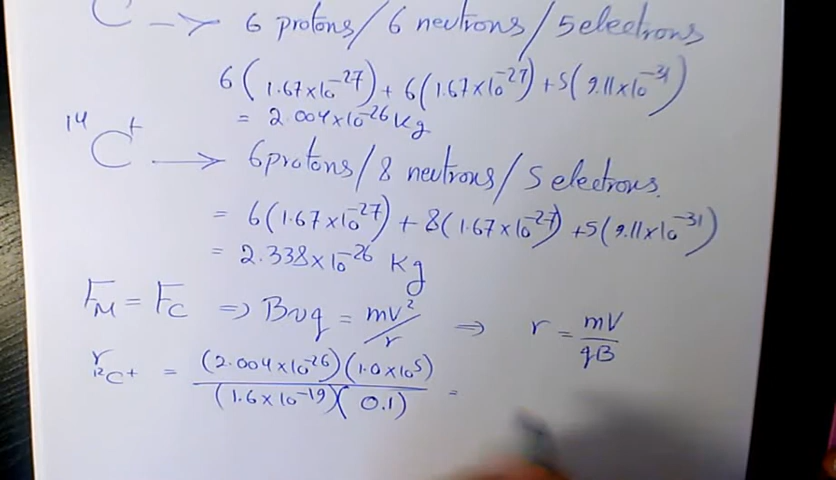 C → 6 protons / 6 neutrons / 5 electrons
6(1.67×10⁻²⁷) + 6(1.67×10⁻²⁷) + 5(9.11×10⁻³¹)
= 2.004×10⁻²⁶ Kg
¹⁴C⁺ → 6 protons / 8 neutrons / 5 electrons.
= 6(1.67×10⁻²⁷) + 8(1.67×10⁻²⁷) + 5(9.11×10⁻³¹)
= 2.338×10⁻²⁶ Kg
F_M = F_C ⇒ Bvq = mv²/r ⇒ r = mV/qB
r ¹²C⁺ = (2.004×10⁻²⁶)(1.0×10⁵)/(1.6×10⁻¹⁹)(0.1) =